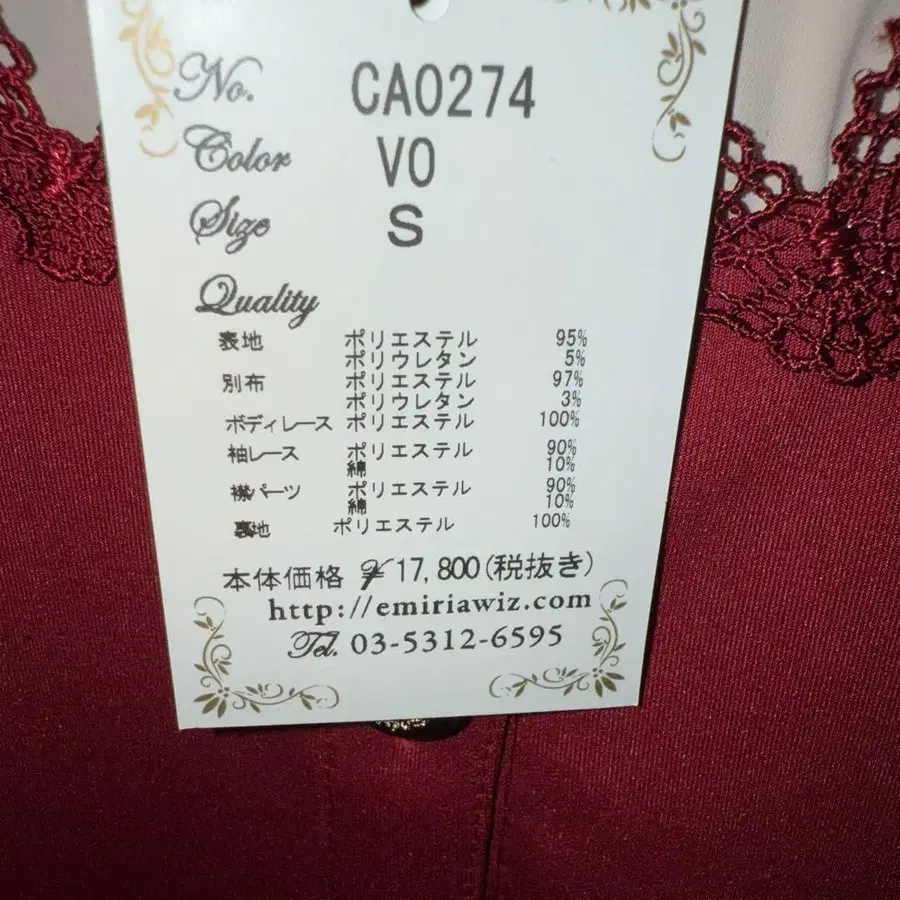 No. CA0274
Color VO
Size S
Quality
表地 ポリエステル 95%
ポリウレタン 5%
別布 ポリエステル 97%
ポリウレタン 3%
ボディレース ポリエステル 100%
袖レース ポリエステル 90%
綿 10%
襟パーツ ポリエステル 90%
綿 10%
裏地 ポリエステル 100%
本体価格 ¥17,800(税抜き)
http://emiriawiz.com
Tel. 03-5312-6595